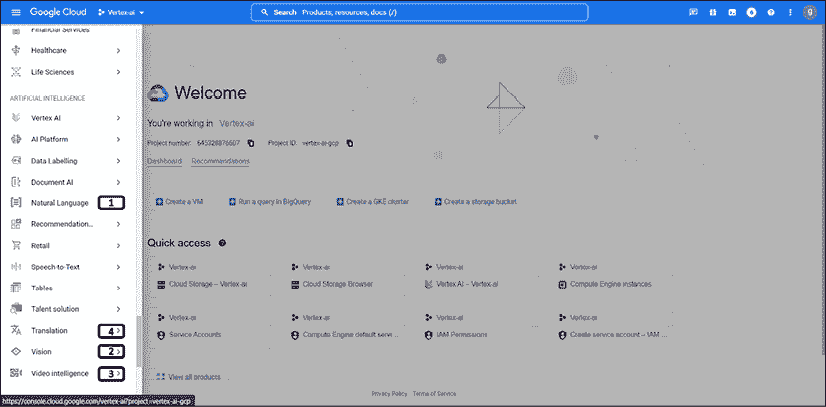 Google Cloud Vertex-ai Search Products, resources, docs (/) 6 ? g
Financial Services
Healthcare
Life Sciences
ARTIFICIAL INTELLIGENCE
Vertex AI
AI Platform
Data Labelling
Document AI
Natural Language 1
Recommendation...
Retail
Speech-to-Text
Tables
Talent solution
Translation 4
Vision 2
Video Intelligence 3
https://console.cloud.google.com/vertex-ai?project=vertex-ai-gcp
Welcome
You're working in Vertex-ai
Project number: 645328876607 Project ID: vertex-ai-gcp
Dashboard Recommendations
Create a VM Run a query in BigQuery Create a GKE cluster Create a storage bucket
Quick access ?
Vertex-ai Vertex-ai Vertex-ai Vertex-ai
Cloud Storage – Vertex-ai Cloud Storage Browser Vertex AI – Vertex-ai Compute Engine instances
Vertex-ai Vertex-ai Vertex-ai Vertex-ai
Service Accounts Compute Engine default serve... IAM Permissions Create service account – IAM ...
View all products
Privacy Policy Terms of Service